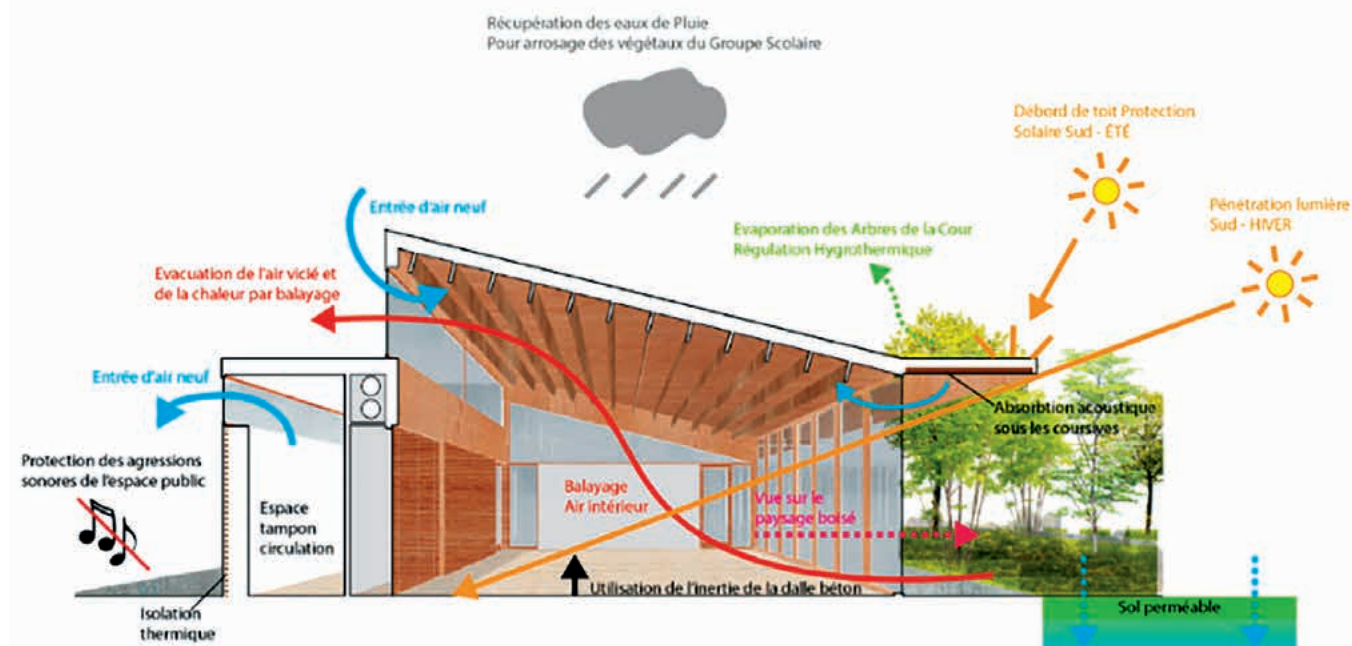 Récupération des eaux de Pluie
Pour arrosage des végétaux du Groupe Scolaire
Débord de toit Protection
Solaire Sud - ÉTÉ
Pénétration lumière
Sud - HIVER
Entrée d'air neuf
Evaporation des Arbres de la Cour
Régulation Hygrothermique
Evacuation de l'air vicié et
de la chaleur par balayage
Entrée d'air neuf
Absorbtion acoustique
sous les coursives
Protection des agressions
sonores de l'espace public
Espace
tampon
circulation
Balayage
Air intérieur
Vue sur le
paysage boisé
Utilisation de l'inertie de la dalle béton
Isolation
thermique
Sol perméable